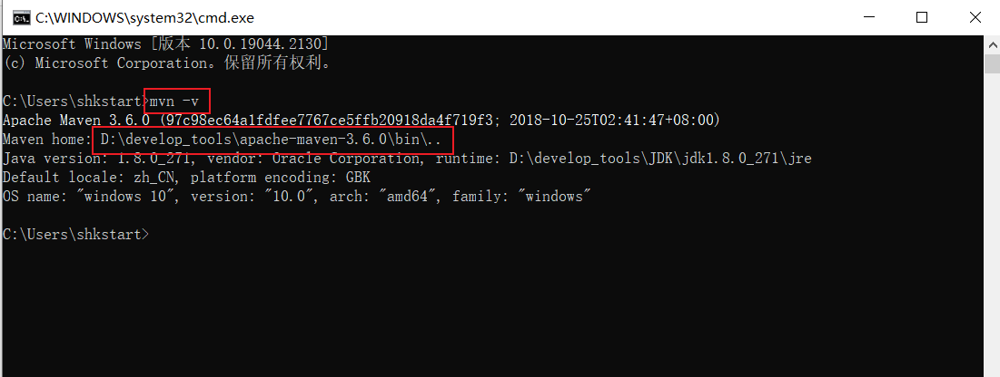 C:\WINDOWS\system32\cmd.exe
Microsoft Windows [版本 10.0.19044.2130]
(c) Microsoft Corporation。保留所有权利。
C:\Users\shkstart>mvn -v
Apache Maven 3.6.0 (97c98ec64a1fdfee7767ce5ffb20918da4f719f3; 2018-10-25T02:41:47+08:00)
Maven home: D:\develop_tools\apache-maven-3.6.0\bin\..
Java version: 1.8.0_271, vendor: Oracle Corporation, runtime: D:\develop_tools\JDK\jdk1.8.0_271\jre
Default locale: zh_CN, platform encoding: GBK
OS name: "windows 10", version: "10.0", arch: "amd64", family: "windows"
C:\Users\shkstart>